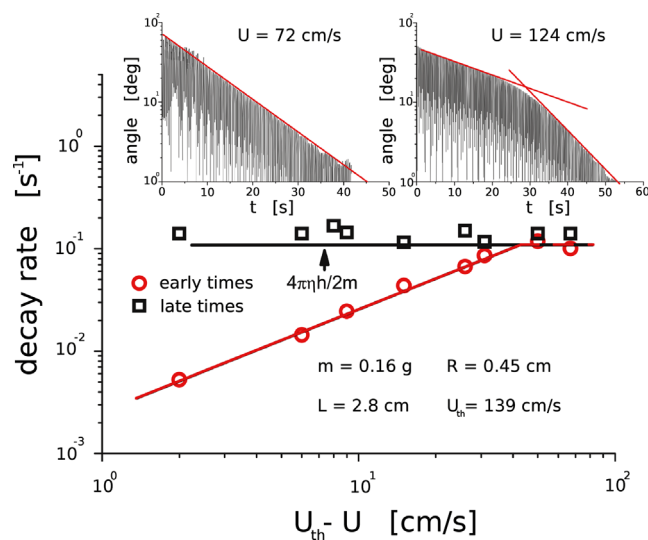 U = 72 cm/s
U = 124 cm/s
angle [deg]
10²
10¹
10⁰
0 10 20 30 40 50
t [s]
angle [deg]
10²
10¹
10⁰
0 10 20 30 40 50 60
t [s]
decay rate [s⁻¹]
10⁰
10⁻¹
10⁻²
10⁻³
early times
late times
4πηh/2m
m = 0.16 g R = 0.45 cm
L = 2.8 cm U_th = 139 cm/s
10⁰ 10¹ 10²
U_th - U [cm/s]